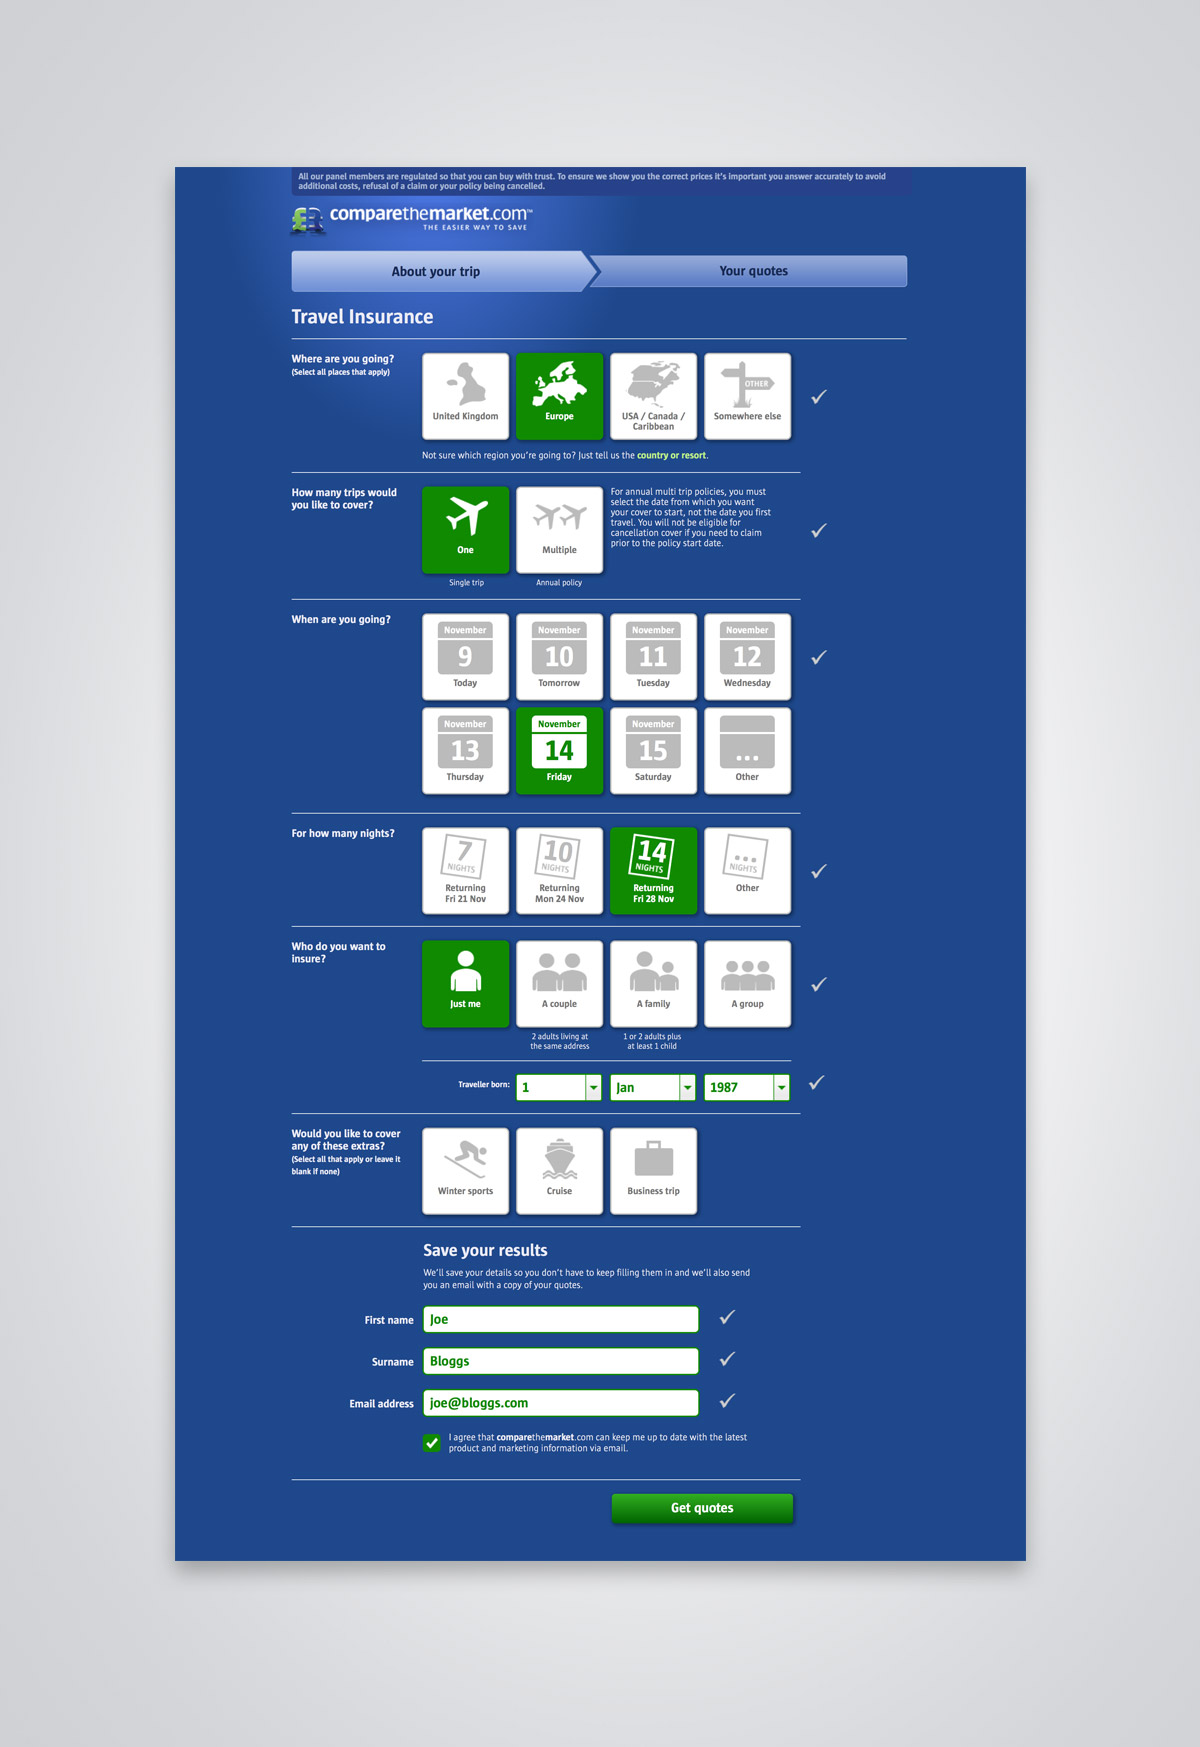 All our panel members are regulated so that you can buy with trust. To ensure we show you the correct prices it's important you answer accurately to avoid
additional costs, refusal of a claim or your policy being cancelled.
comparethemarket.com™
THE EASIER WAY TO SAVE
About your trip
Your quotes
Travel Insurance
Where are you going?
(Select all places that apply)
United Kingdom
Europe
USA / Canada /
Caribbean
OTHER
Somewhere else
Not sure which region you're going to? Just tell us the country or resort.
How many trips would
you like to cover?
One
Multiple
Single trip
Annual policy
For annual multi trip policies, you must
select the date from which you want
your cover to start, not the date you first
travel. You will not be eligible for
cancellation cover if you need to claim
prior to the policy start date.
When are you going?
November
9
Today
November
10
Tomorrow
November
11
Tuesday
November
12
Wednesday
November
13
Thursday
November
14
Friday
November
15
Saturday
...
Other
For how many nights?
7
NIGHTS
Returning
Fri 21 Nov
10
NIGHTS
Returning
Mon 24 Nov
14
NIGHTS
Returning
Fri 28 Nov
...
NIGHTS
Other
Who do you want to
insure?
Just me
A couple
A family
A group
2 adults living at
the same address
1 or 2 adults plus
at least 1 child
Traveller born:
1
Jan
1987
Would you like to cover
any of these extras?
(Select all that apply or leave it
blank if none)
Winter sports
Cruise
Business trip
Save your results
We'll save your details so you don't have to keep filling them in and we'll also send
you an email with a copy of your quotes.
First name
Joe
Surname
Bloggs
Email address
joe@bloggs.com
I agree that comparethemarket.com can keep me up to date with the latest
product and marketing information via email.
Get quotes